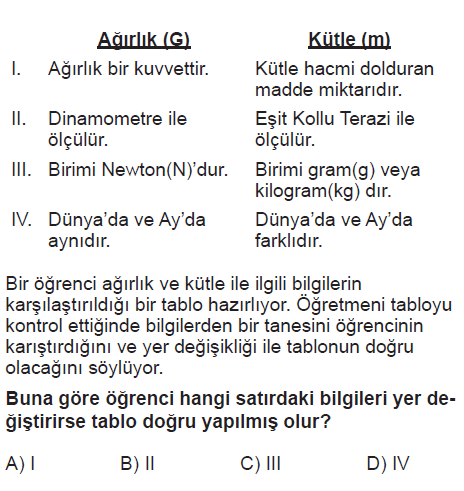 Ağırlık (G) Kütle (m)
I. Ağırlık bir kuvvettir. Kütle hacmi dolduran
madde miktarıdır.
II. Dinamometre ile Eşit Kollu Terazi ile
ölçülür. ölçülür.
III. Birimi Newton(N)’dur. Birimi gram(g) veya
kilogram(kg) dır.
IV. Dünya’da ve Ay’da Dünya’da ve Ay’da
aynıdır. farklıdır.
Bir öğrenci ağırlık ve kütle ile ilgili bilgilerin
karşılaştırıldığı bir tablo hazırlıyor. Öğretmeni tabloyu
kontrol ettiğinde bilgilerden bir tanesini öğrencinin
karıştırdığını ve yer değişikliği ile tablonun doğru
olacağını söylüyor.
Buna göre öğrenci hangi satırdaki bilgileri yer de-
ğiştirirse tablo doğru yapılmış olur?
A) I B) II C) III D) IV